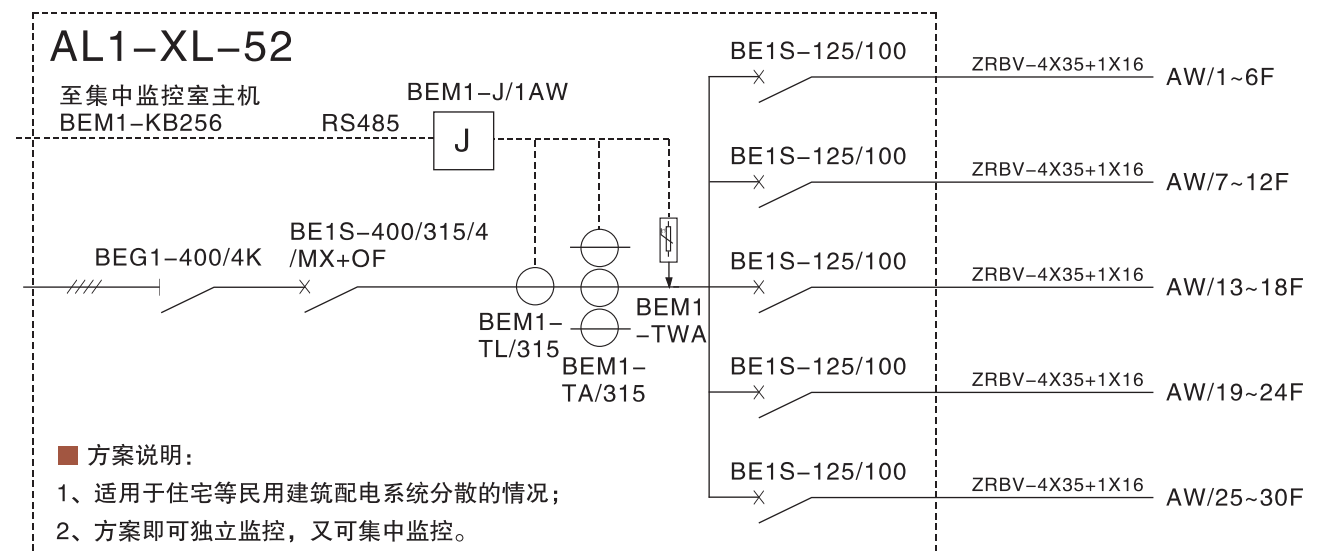 AL1-XL-52
至集中监控室主机
BEM1-KB256
RS485
BEM1-J/1AW
J
BEG1-400/4K
BE1S-400/315/4
/MX+OF
BEM1-
TL/315
BEM1-
TA/315
BEM1
-TWA
BE1S-125/100
ZRBV-4X35+1X16
AW/1~6F
BE1S-125/100
ZRBV-4X35+1X16
AW/7~12F
BE1S-125/100
ZRBV-4X35+1X16
AW/13~18F
BE1S-125/100
ZRBV-4X35+1X16
AW/19~24F
BE1S-125/100
ZRBV-4X35+1X16
AW/25~30F
方案说明:
1、适用于住宅等民用建筑配电系统分散的情况;
2、方案即可独立监控，又可集中监控。